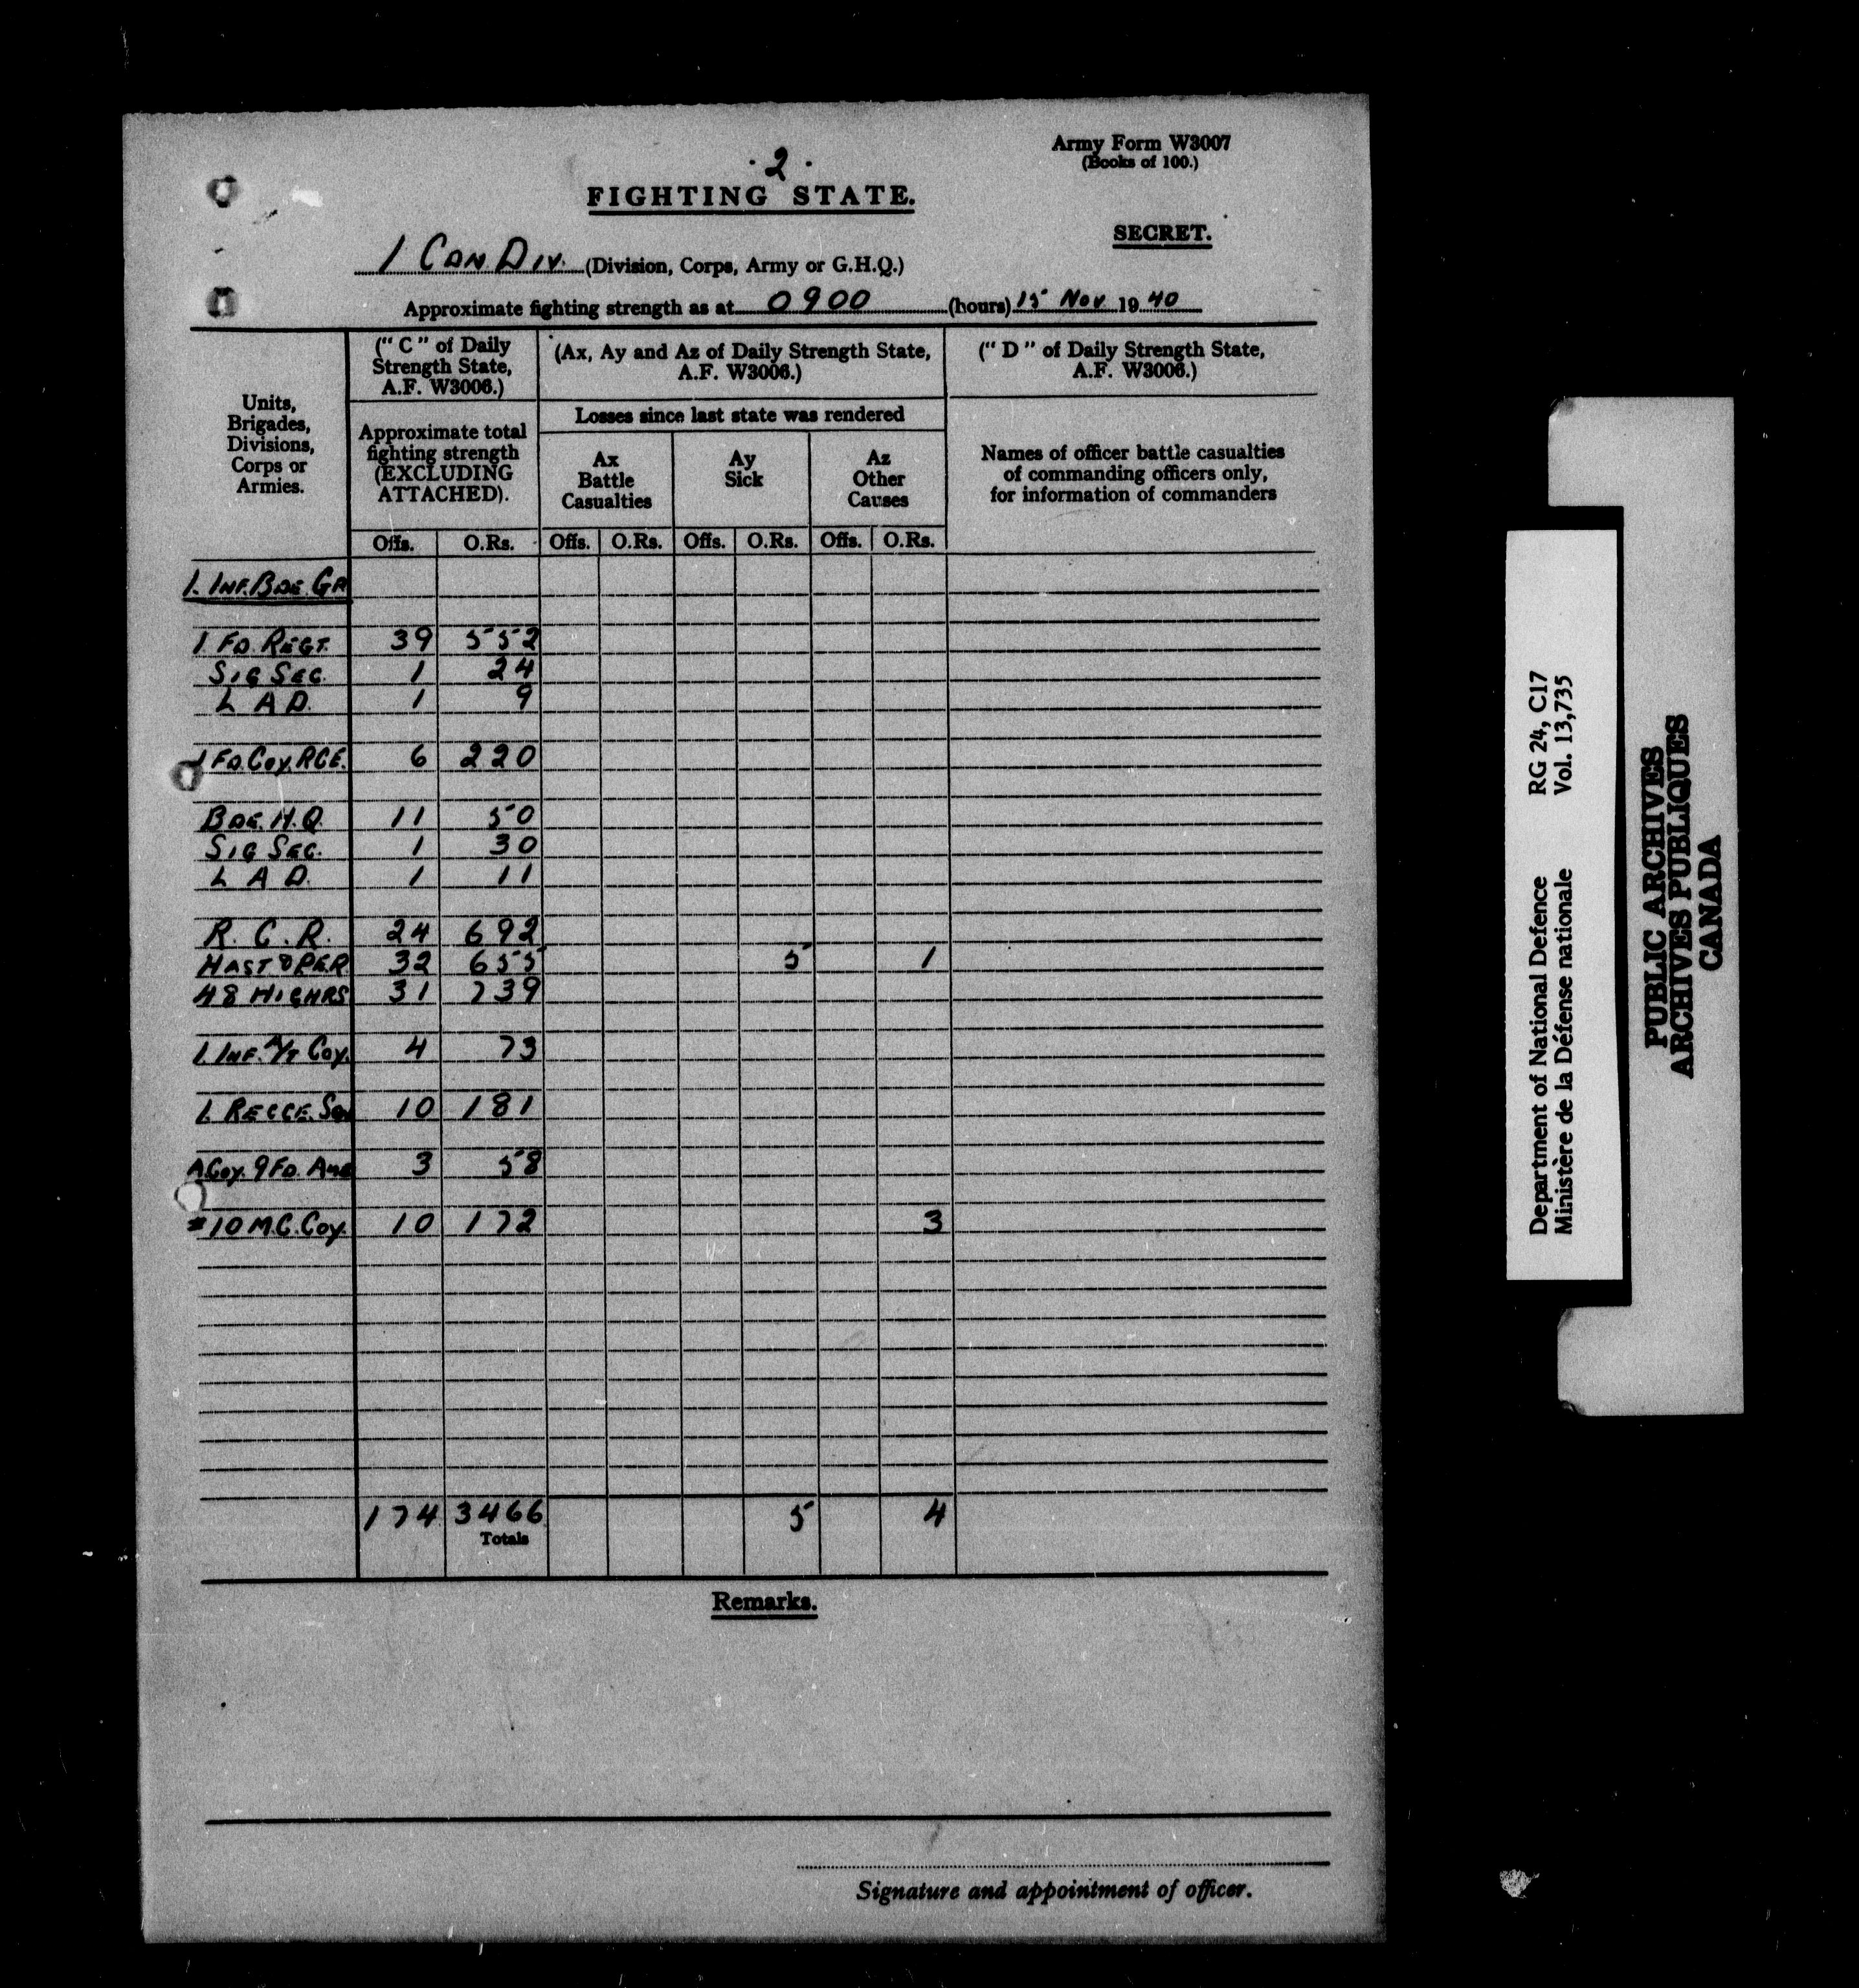 Army Form W3007
(Books of 100.)
. 2 .
FIGHTING STATE.
SECRET.
1 CAN DIV. (Division, Corps, Army or G.H.Q.)
Approximate fighting strength as at 0900 (hours) 15 Nov 19 40
Units, Brigades, Divisions, Corps or Armies.
("C" of Daily Strength State, A.F. W3006.)
(Ax, Ay and Az of Daily Strength State, A.F. W3006.)
("D" of Daily Strength State, A.F. W3006.)
Approximate total fighting strength (EXCLUDING ATTACHED).
Losses since last state was rendered
Ax Battle Casualties
Ay Sick
Az Other Causes
Names of officer battle casualties of commanding officers only, for information of commanders
Offs. O.Rs. Offs. O.Rs. Offs. O.Rs. Offs. O.Rs.
1. INF. BDE. GP
1 FD. REGT. 39 552
SIG SEC. 1 24
L A D. 1 9
1 FD. COY. RCE. 6 220
BDE. H.Q. 11 50
SIG SEC. 1 30
L A D. 1 11
R. C. R. 24 692
HAST & PER 32 655 5 1
48 HIGHRS 31 739
1 INF. A/T COY. 4 73
1. RECCE. SQN 10 181
A COY. 9 FD. AMB 3 58
#10 M.G. COY. 10 172 3
174 3466 5 4
Totals
Remarks.
Signature and appointment of officer.
Department of National Defence RG 24, C17
Ministère de la Défense nationale Vol. 13,735
PUBLIC ARCHIVES
ARCHIVES PUBLIQUES
CANADA